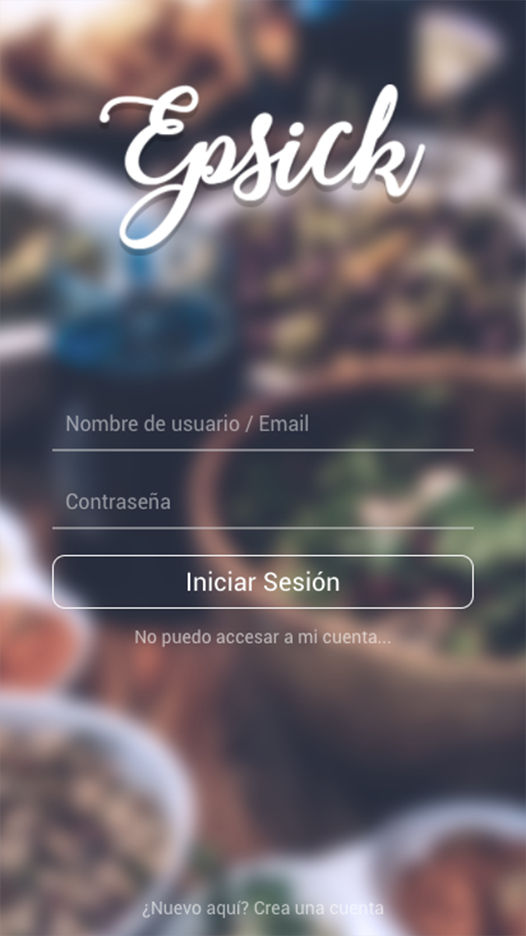 Epsick
Nombre de usuario / Email
Contraseña
Iniciar Sesión
No puedo accesar a mi cuenta...
¿Nuevo aquí? Crea una cuenta